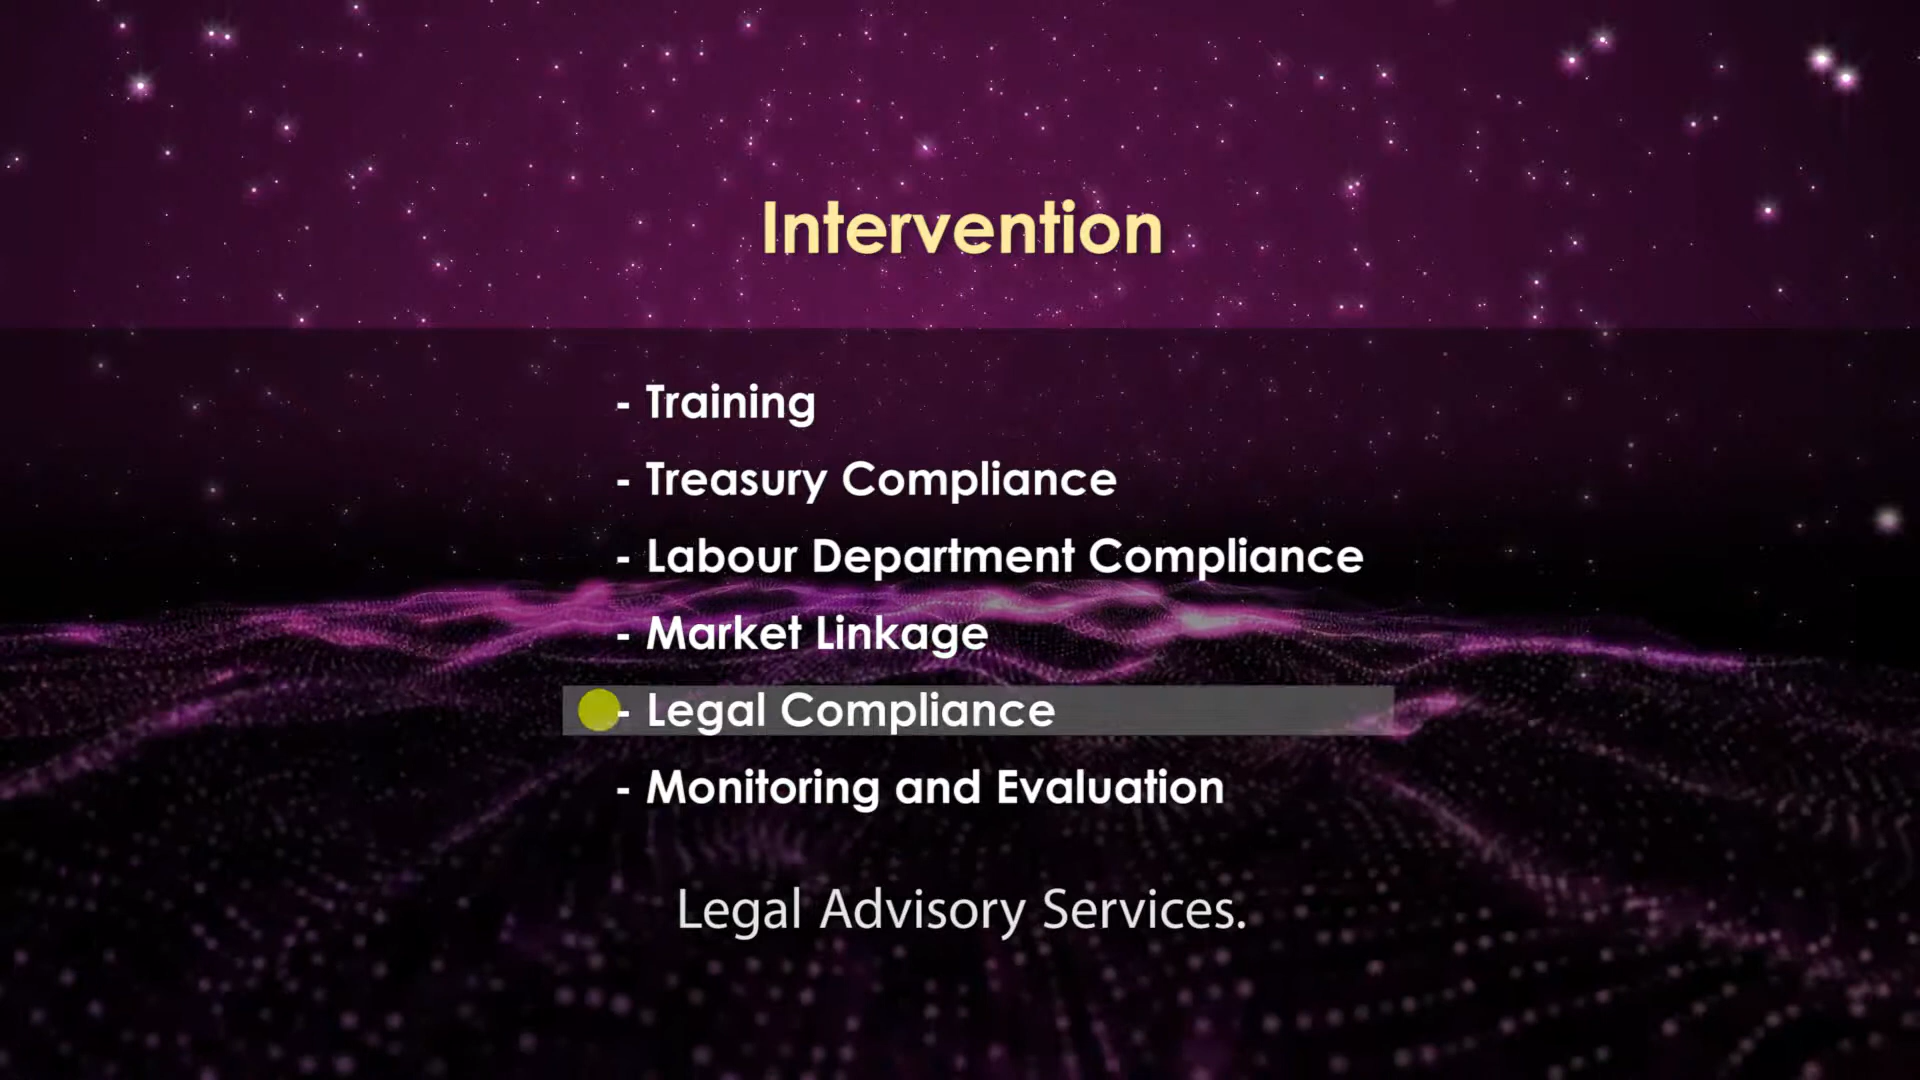 Intervention
- Training
- Treasury Compliance
- Labour Department Compliance
- Market Linkage
- Legal Compliance
- Monitoring and Evaluation
Legal Advisory Services.